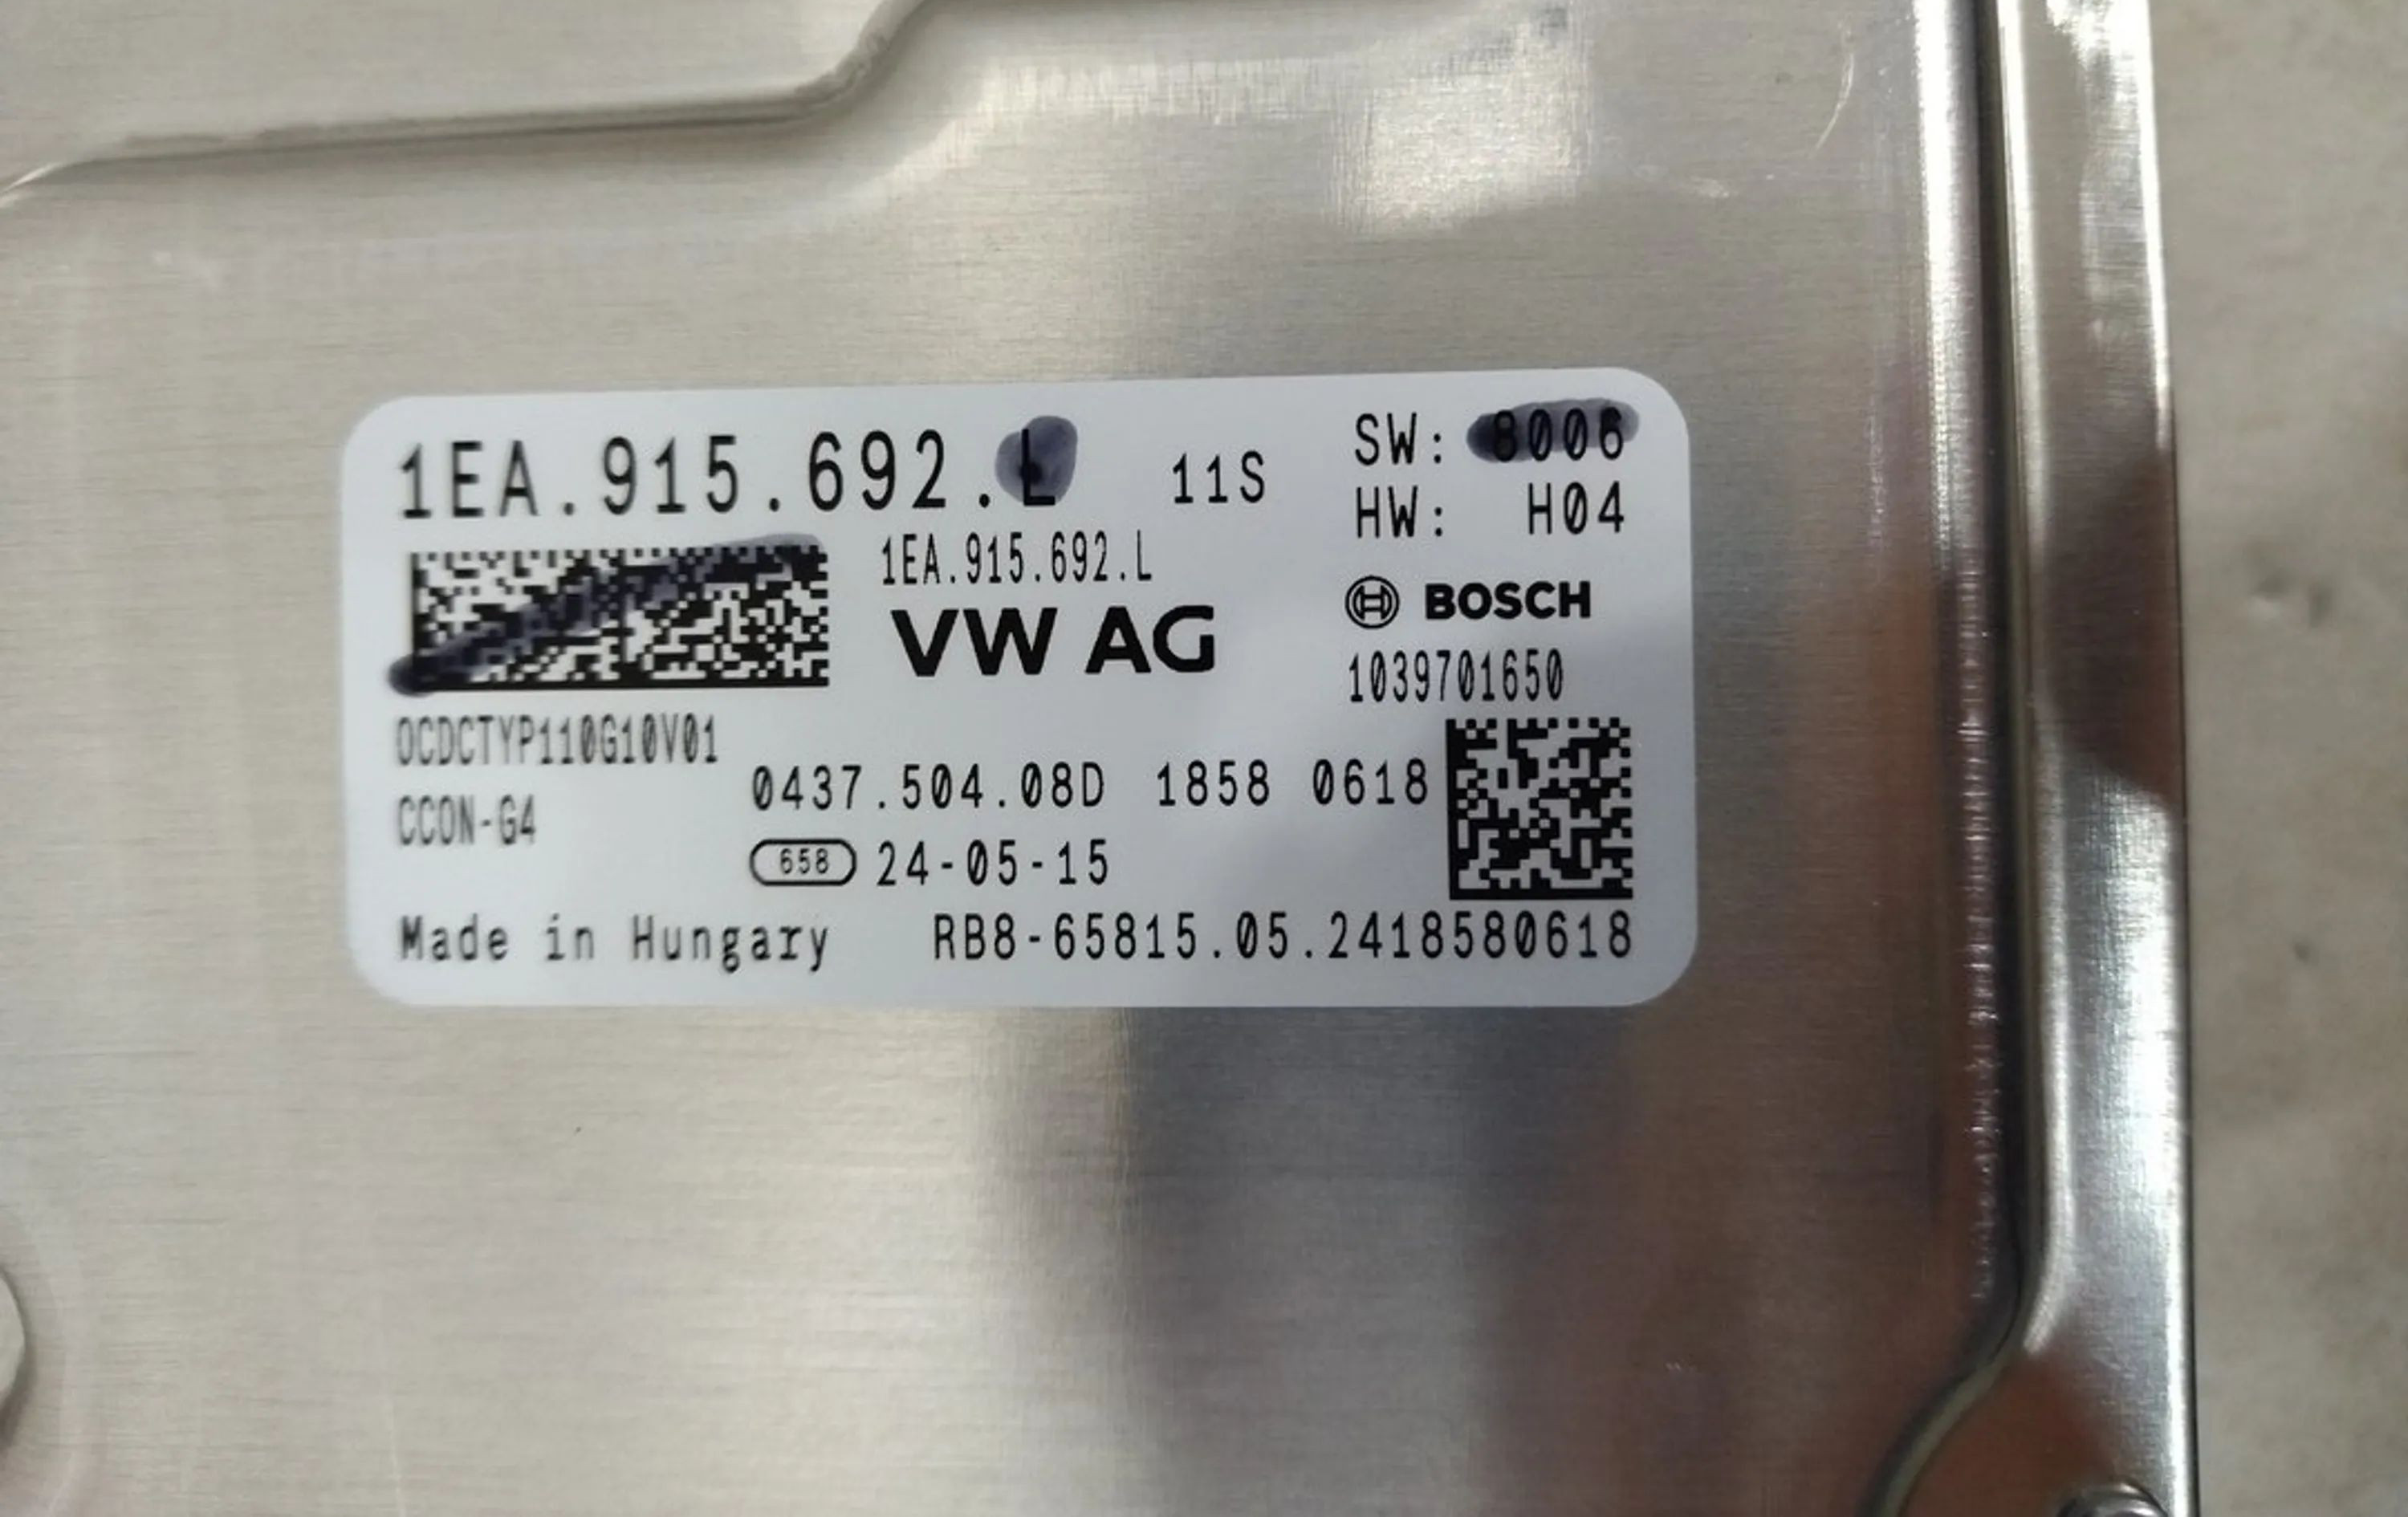 1EA.915.692.L 11S
SW: 8006
HW: H04
1EA.915.692.L
VW AG
BOSCH
1039701650
OCDCTYP110G10V01
CCON-G4
0437.504.08D 1858 0618
658 24-05-15
Made in Hungary RB8-65815.05.2418580618